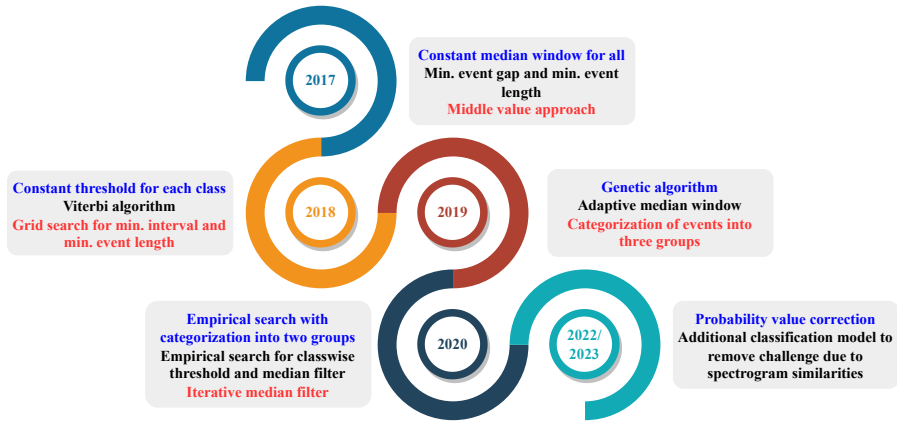 2017
Constant median window for all
Min. event gap and min. event
length
Middle value approach
Constant threshold for each class
Viterbi algorithm
Grid search for min. interval and
min. event length
2018
2019
Genetic algorithm
Adaptive median window
Categorization of events into
three groups
Empirical search with
categorization into two groups
Empirical search for classwise
threshold and median filter
Iterative median filter
2020
2022/
2023
Probability value correction
Additional classification model to
remove challenge due to
spectrogram similarities